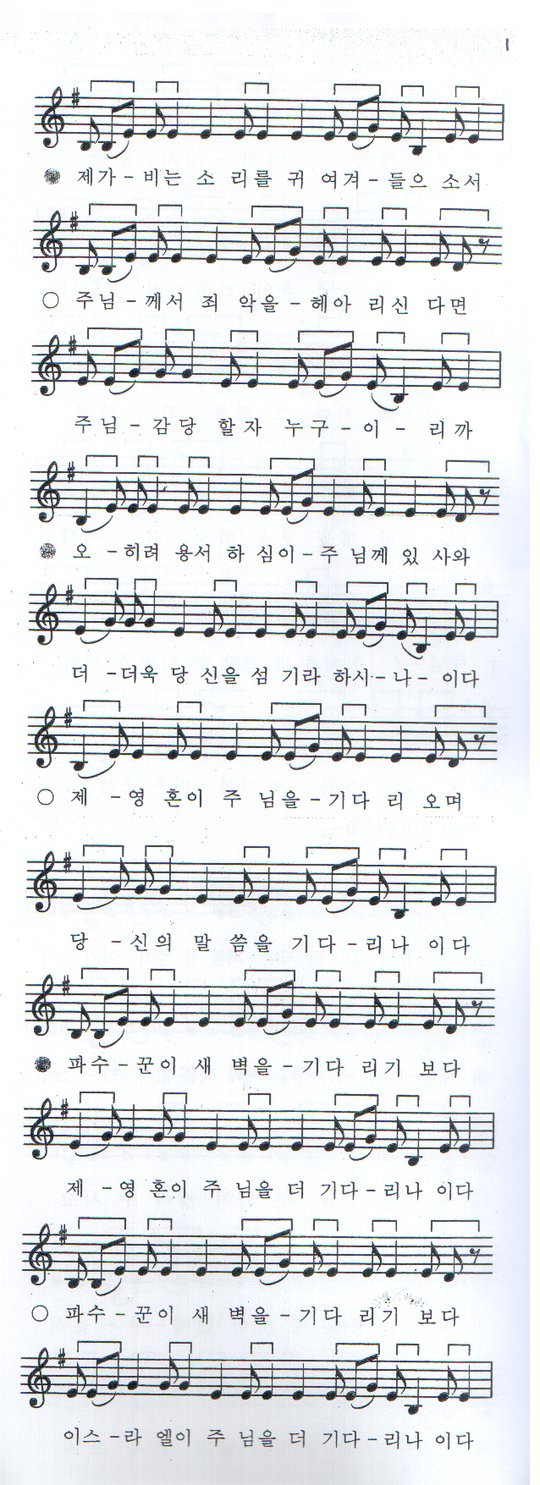 1
제가-비는 소 리를 귀 여겨-들으 소서
주님-께서 죄 악을-헤아 리신 다면
주님-감당 할자 누구-이- 리까
오-히려 용서 하 심이-주 님께 있 사와
더 -더욱 당 신을 섬 기라 하시-나- 이다
제 -영 혼이 주 님을-기다 리 오며
당 -신의 말 씀을 기다-리나 이다
파수-꾼이 새 벽을-기다 리기 보다
제 -영 혼이 주 님을 더 기다-리나 이다
파수-꾼이 새 벽을-기다 리기 보다
이스-라 엘이 주 님을 더 기다-리나 이다